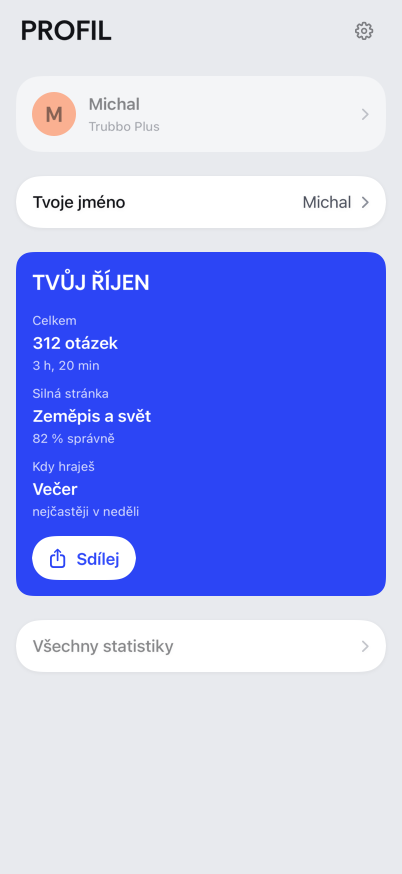 PROFIL
M
Michal
Trubbo Plus
Tvoje jméno
Michal
TVŮJ ŘÍJEN
Celkem
312 otázek
3 h, 20 min
Silná stránka
Zeměpis a svět
82 % správně
Kdy hraješ
Večer
nejčastěji v neděli
Sdílej
Všechny statistiky